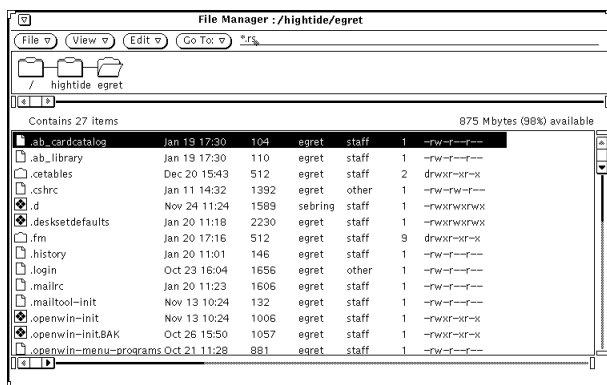 File Manager : /hightide/egret
File View Edit Go To: *.rs
/ hightide egret
Contains 27 items 875 Mbytes (98%) available
.ab_cardcatalog Jan 19 17:30 104 egret staff 1 -rw-r--r--
.ab_library Jan 19 17:30 110 egret staff 1 -rw-r--r--
.cetables Dec 20 15:43 512 egret staff 2 drwxr-xr-x
.cshrc Jan 11 14:32 1392 egret other 1 -rw-rw-r--
.d Nov 24 11:24 1589 sebring staff 1 -rwxrwxrwx
.desksetdefaults Jan 20 11:18 2230 egret staff 1 -rwxrwxrwx
.fm Jan 20 17:16 512 egret staff 9 drwxr-xr-x
.history Jan 20 11:01 146 egret staff 1 -rw-r--r--
.login Oct 23 16:04 1656 egret other 1 -rw-r--r--
.mailrc Jan 20 11:23 1606 egret staff 1 -rw-r--r--
.mailtool-init Nov 13 10:24 132 egret staff 1 -rw-r--r--
.openwin-init Nov 13 10:24 1006 egret staff 1 -rwxr-xr-x
.openwin-init.BAK Oct 26 15:50 1057 egret staff 1 -rwxr-xr-x
.openwin-menu-programs Oct 21 11:28 881 egret staff 1 -rw-r--r--